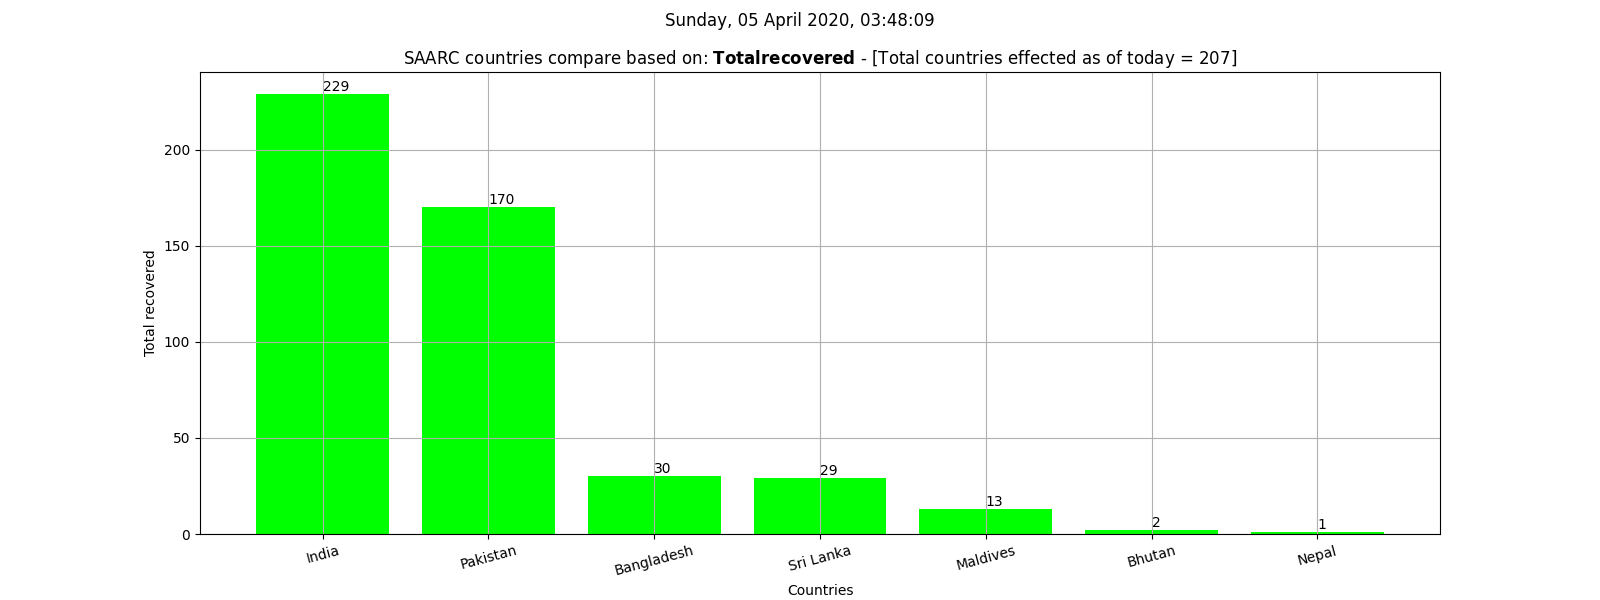 Sunday, 05 April 2020, 03:48:09
SAARC countries compare based on: Totalrecovered - [Total countries effected as of today = 207]
229
170
30
29
13
2
1
200
150
100
50
0
Total recovered
India
Pakistan
Bangladesh
Sri Lanka
Maldives
Bhutan
Nepal
Countries